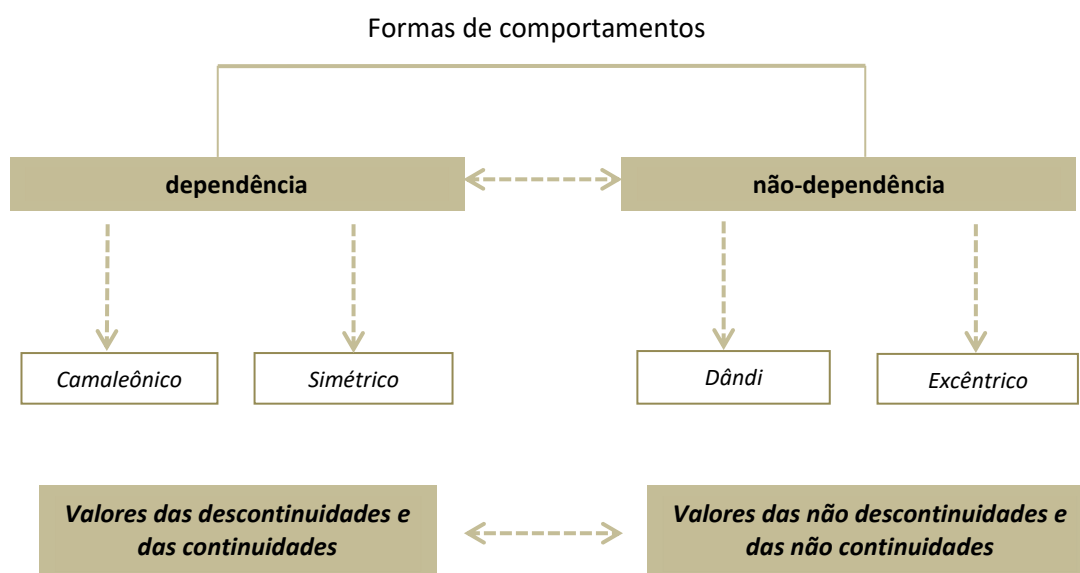 Formas de comportamentos
dependência
não-dependência
Camaleônico
Simétrico
Dândi
Excêntrico
Valores das descontinuidades e
das continuidades
Valores das não descontinuidades e
das não continuidades